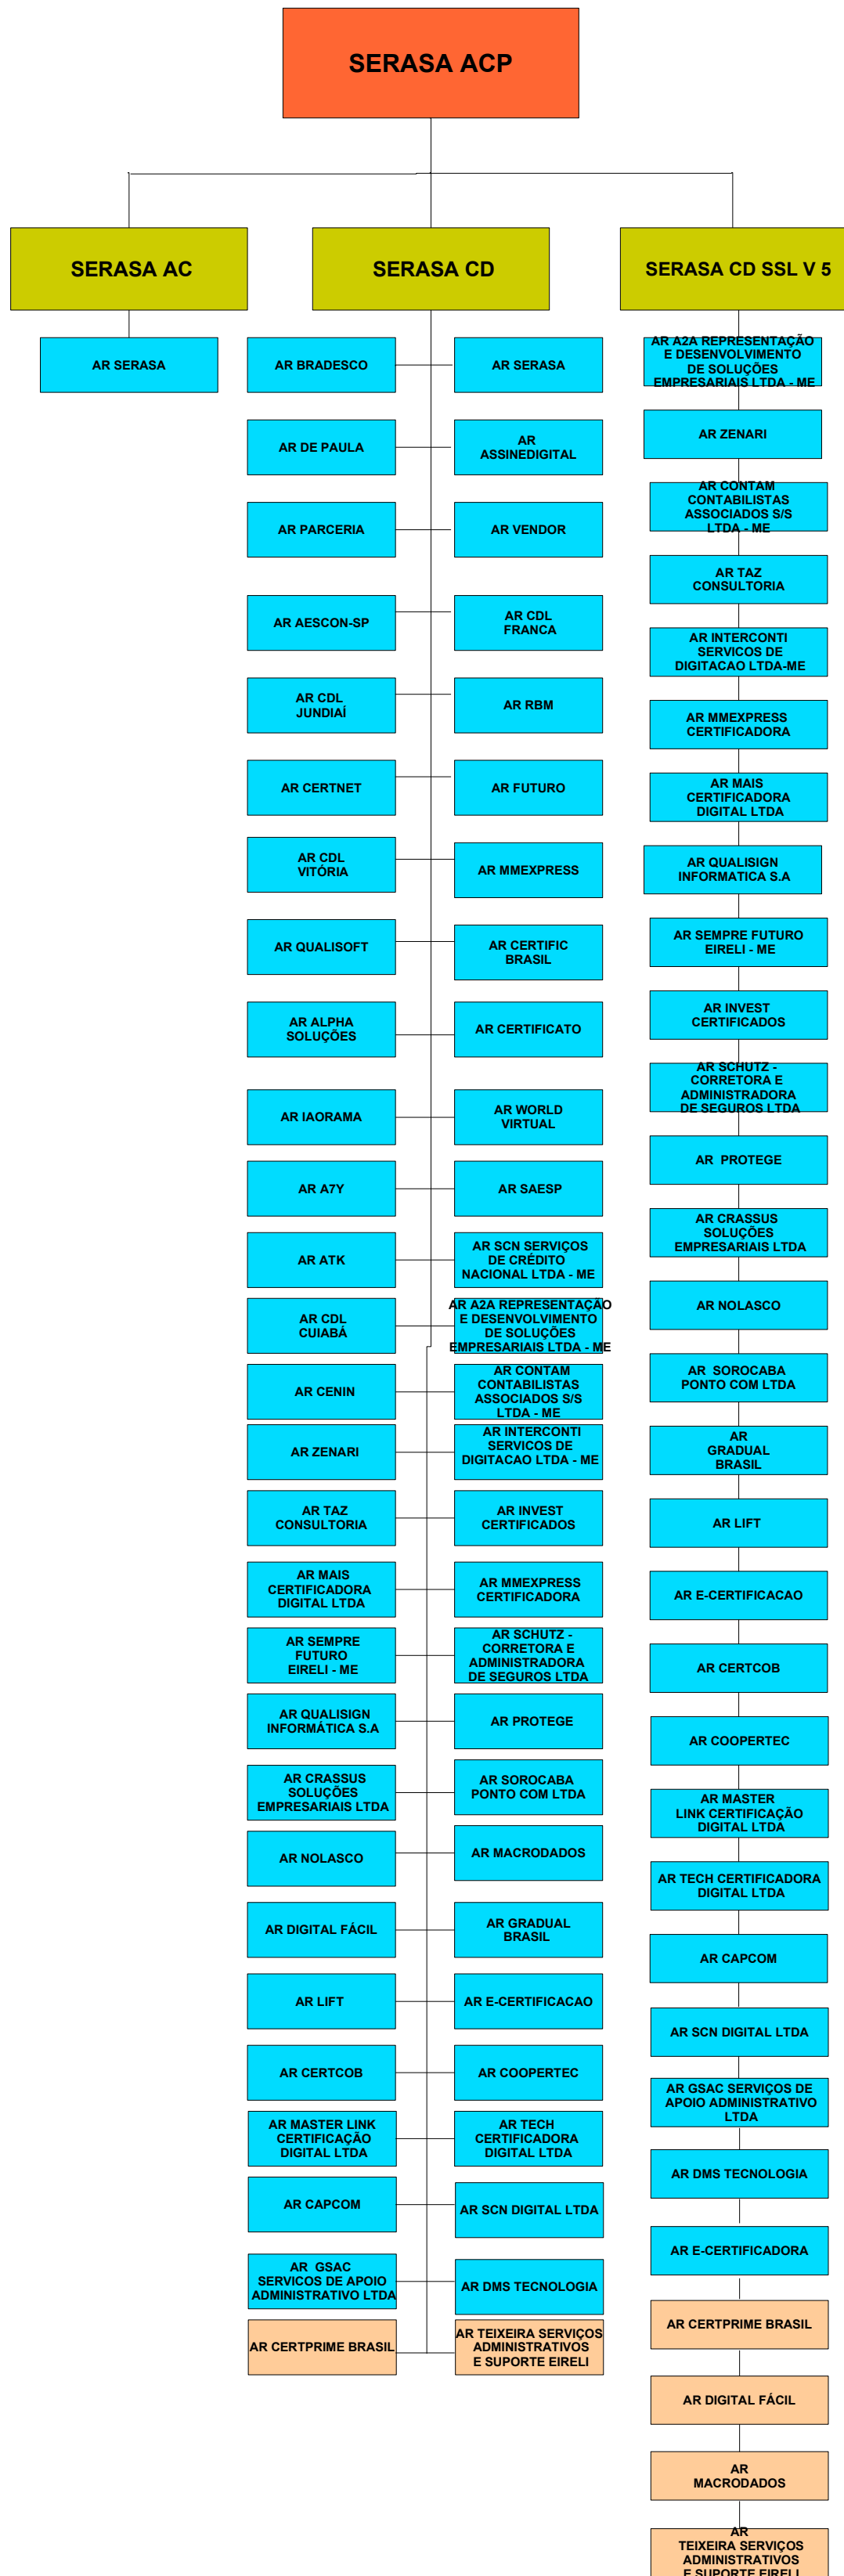 SERASA ACP
SERASA AC
SERASA CD
SERASA CD SSL V 5
AR SERASA
AR BRADESCO
AR SERASA
AR DE PAULA
AR
ASSINEDIGITAL
AR PARCERIA
AR VENDOR
AR AESCON-SP
AR CDL
FRANCA
AR CDL
JUNDIAÍ
AR RBM
AR CERTNET
AR FUTURO
AR CDL
VITÓRIA
AR MMEXPRESS
AR QUALISOFT
AR CERTIFIC
BRASIL
AR ALPHA
SOLUÇÕES
AR CERTIFICATO
AR IAORAMA
AR WORLD
VIRTUAL
AR A7Y
AR SAESP
AR ATK
AR SCN SERVIÇOS
DE CRÉDITO
NACIONAL LTDA - ME
AR CDL
CUIABÁ
AR A2A REPRESENTAÇÃO
E DESENVOLVIMENTO
DE SOLUÇÕES
EMPRESARIAIS LTDA - ME
AR CENIN
AR CONTAM
CONTABILISTAS
ASSOCIADOS S/S
LTDA - ME
AR ZENARI
AR INTERCONTI
SERVICOS DE
DIGITACAO LTDA - ME
AR TAZ
CONSULTORIA
AR INVEST
CERTIFICADOS
AR MAIS
CERTIFICADORA
DIGITAL LTDA
AR MMEXPRESS
CERTIFICADORA
AR SEMPRE
FUTURO
EIRELI - ME
AR SCHUTZ -
CORRETORA E
ADMINISTRADORA
DE SEGUROS LTDA
AR QUALISIGN
INFORMÁTICA S.A
AR PROTEGE
AR CRASSUS
SOLUÇÕES
EMPRESARIAIS LTDA
AR SOROCABA
PONTO COM LTDA
AR NOLASCO
AR MACRODADOS
AR DIGITAL FÁCIL
AR GRADUAL
BRASIL
AR LIFT
AR E-CERTIFICACAO
AR CERTCOB
AR COOPERTEC
AR MASTER LINK
CERTIFICAÇÃO
DIGITAL LTDA
AR TECH
CERTIFICADORA
DIGITAL LTDA
AR CAPCOM
AR SCN DIGITAL LTDA
AR GSAC
SERVICOS DE APOIO
ADMINISTRATIVO LTDA
AR DMS TECNOLOGIA
AR CERTPRIME BRASIL
AR TEIXEIRA SERVIÇOS
ADMINISTRATIVOS
E SUPORTE EIRELI
AR A2A REPRESENTAÇÃO
E DESENVOLVIMENTO
DE SOLUÇÕES
EMPRESARIAIS LTDA - ME
AR ZENARI
AR CONTAM
CONTABILISTAS
ASSOCIADOS S/S
LTDA - ME
AR TAZ
CONSULTORIA
AR INTERCONTI
SERVICOS DE
DIGITACAO LTDA-ME
AR MMEXPRESS
CERTIFICADORA
AR MAIS
CERTIFICADORA
DIGITAL LTDA
AR QUALISIGN
INFORMATICA S.A
AR SEMPRE FUTURO
EIRELI - ME
AR INVEST
CERTIFICADOS
AR SCHUTZ -
CORRETORA E
ADMINISTRADORA
DE SEGUROS LTDA
AR PROTEGE
AR CRASSUS
SOLUÇÕES
EMPRESARIAIS LTDA
AR NOLASCO
AR SOROCABA
PONTO COM LTDA
AR
GRADUAL
BRASIL
AR LIFT
AR E-CERTIFICACAO
AR CERTCOB
AR COOPERTEC
AR MASTER
LINK CERTIFICAÇÃO
DIGITAL LTDA
AR TECH CERTIFICADORA
DIGITAL LTDA
AR CAPCOM
AR SCN DIGITAL LTDA
AR GSAC SERVIÇOS DE
APOIO ADMINISTRATIVO
LTDA
AR DMS TECNOLOGIA
AR E-CERTIFICADORA
AR CERTPRIME BRASIL
AR DIGITAL FÁCIL
AR
MACRODADOS
AR
TEIXEIRA SERVIÇOS
ADMINISTRATIVOS
E SUPORTE EIRELI